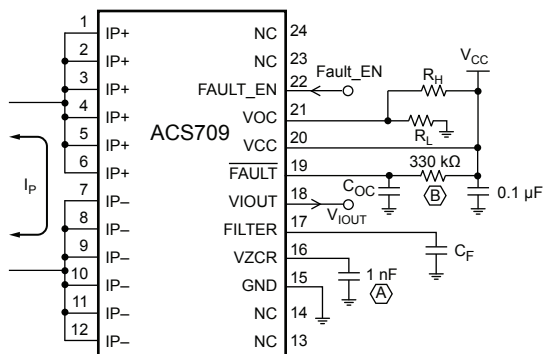 1 IP+ NC 24
2 IP+ NC 23
3 IP+ FAULT_EN 22 Fault_EN
4 IP+ VOC 21
5 IP+ VCC 20
6 IP+ FAULT 19
7 IP– VIOUT 18
8 IP– FILTER 17
9 IP– VZCR 16
10 IP– GND 15
11 IP– NC 14
12 IP– NC 13
ACS709
IP
VCC
RH
RL
330 kΩ
B
COC
0.1 µF
VIOUT
CF
1 nF
A